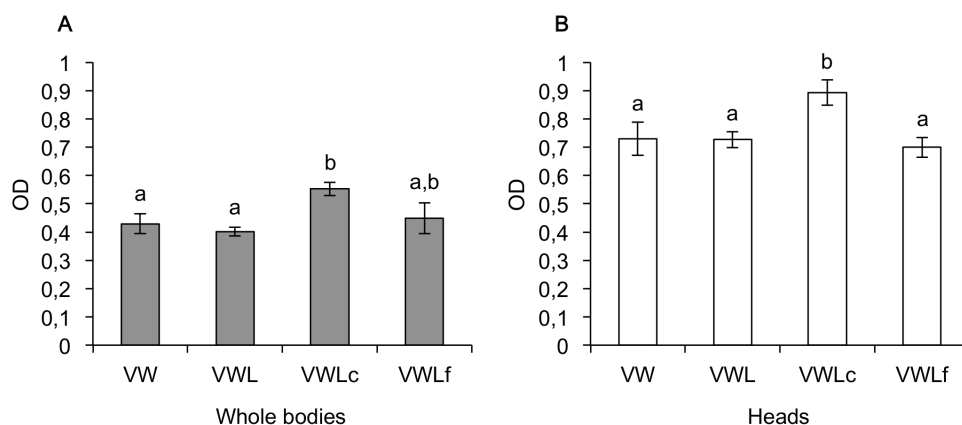 A
OD
1
0,9
0,8
0,7
0,6
0,5
0,4
0,3
0,2
0,1
0
a
a
b
a,b
VW
VWL
VWLc
VWLf
Whole bodies
B
OD
1
0,9
0,8
0,7
0,6
0,5
0,4
0,3
0,2
0,1
0
a
a
b
a
VW
VWL
VWLc
VWLf
Heads